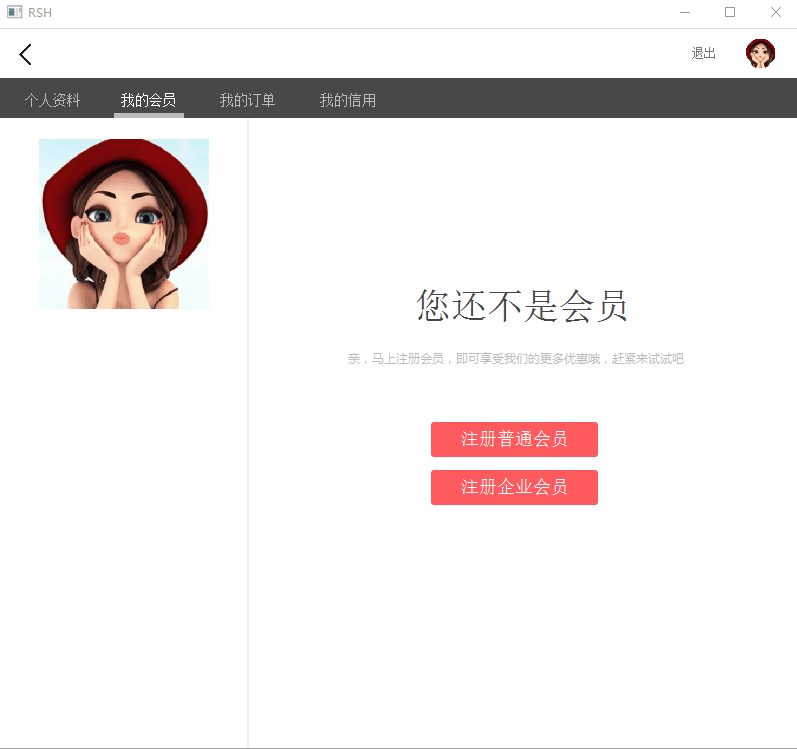 RSH
退出
个人资料 我的会员 我的订单 我的信用
您还不是会员
亲，马上注册会员，即可享受我们的更多优惠哦，赶紧来试试吧
注册普通会员
注册企业会员